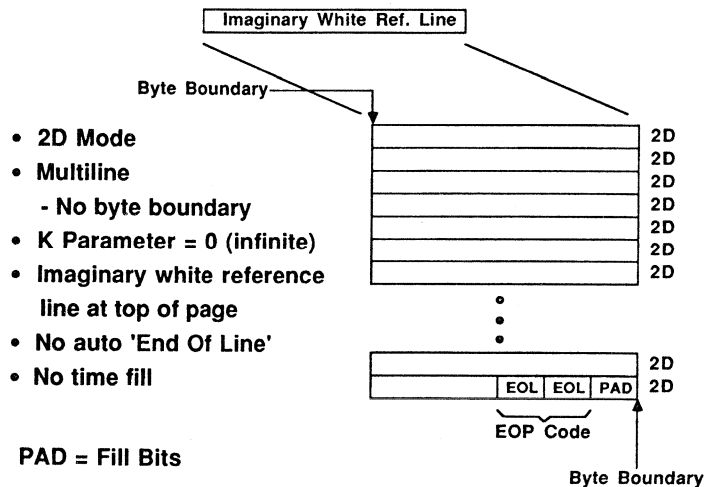 Imaginary White Ref. Line
Byte Boundary
• 2D Mode
• Multiline
- No byte boundary
• K Parameter = 0 (infinite)
• Imaginary white reference
line at top of page
• No auto 'End Of Line'
• No time fill
PAD = Fill Bits
2D
2D
2D
2D
2D
2D
2D
2D
EOL EOL PAD 2D
EOP Code
Byte Boundary